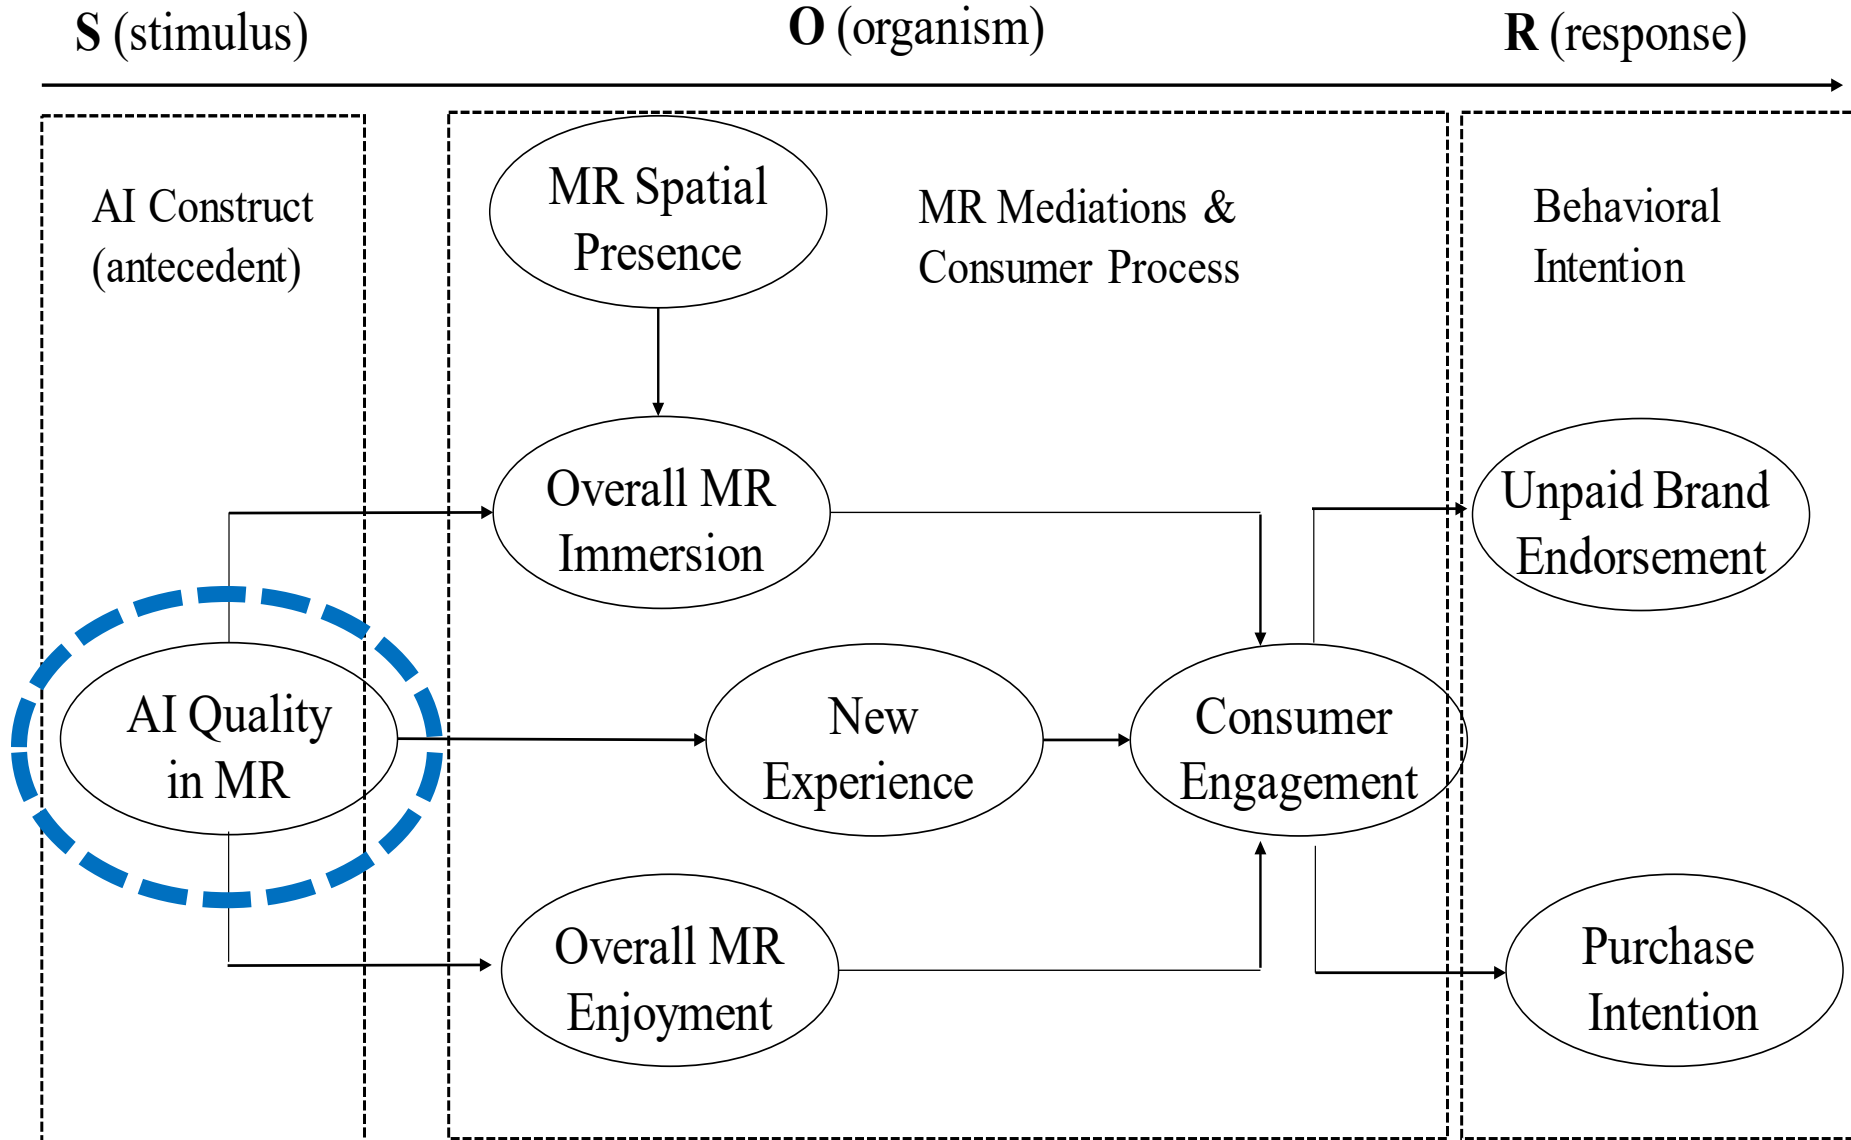 S (stimulus)
O (organism)
R (response)
AI Construct
(antecedent)
MR Spatial
Presence
MR Mediations &
Consumer Process
Behavioral
Intention
Overall MR
Immersion
Unpaid Brand
Endorsement
AI Quality
in MR
New
Experience
Consumer
Engagement
Overall MR
Enjoyment
Purchase
Intention